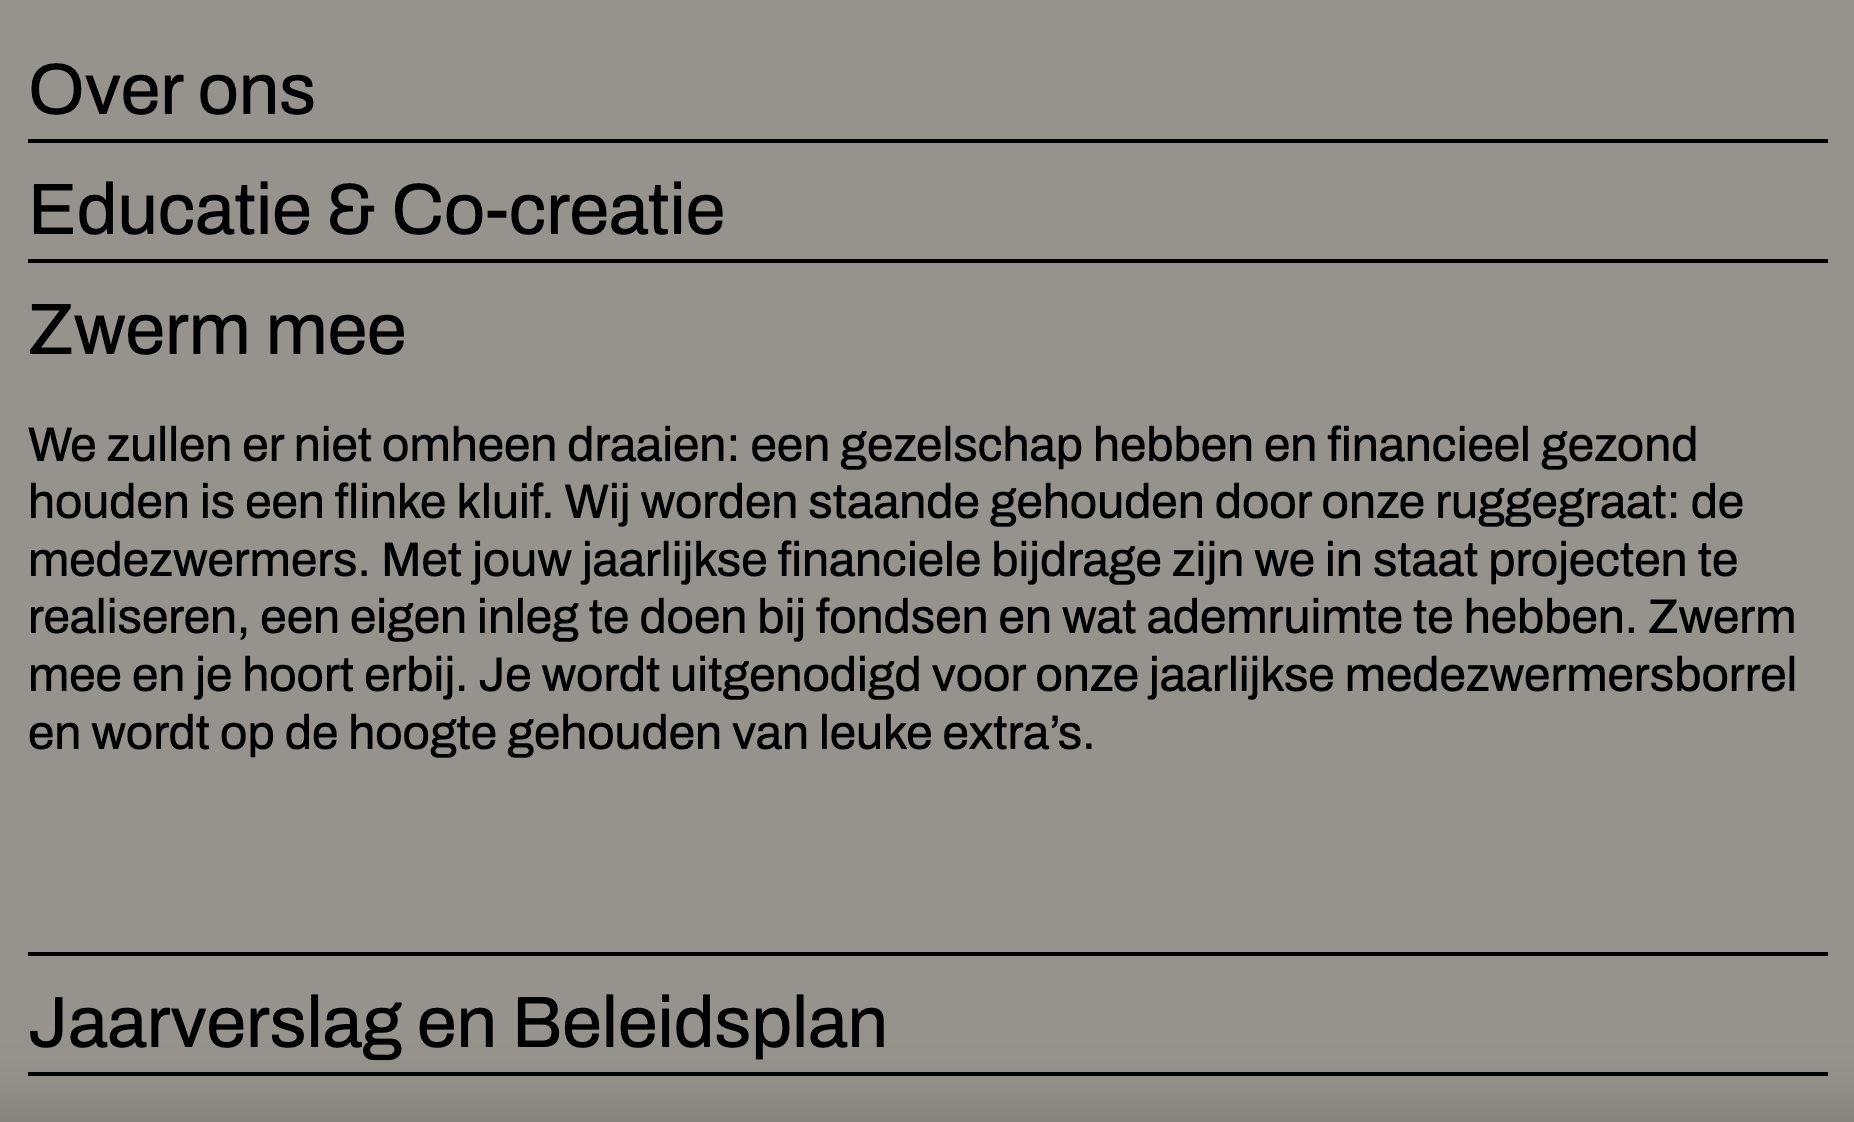 Over ons
Educatie & Co-creatie
Zwerm mee
We zullen er niet omheen draaien: een gezelschap hebben en financieel gezond
houden is een flinke kluif. Wij worden staande gehouden door onze ruggegraat: de
medezwermers. Met jouw jaarlijkse financiele bijdrage zijn we in staat projecten te
realiseren, een eigen inleg te doen bij fondsen en wat ademruimte te hebben. Zwerm
mee en je hoort erbij. Je wordt uitgenodigd voor onze jaarlijkse medezwermersborrel
en wordt op de hoogte gehouden van leuke extra’s.
Jaarverslag en Beleidsplan